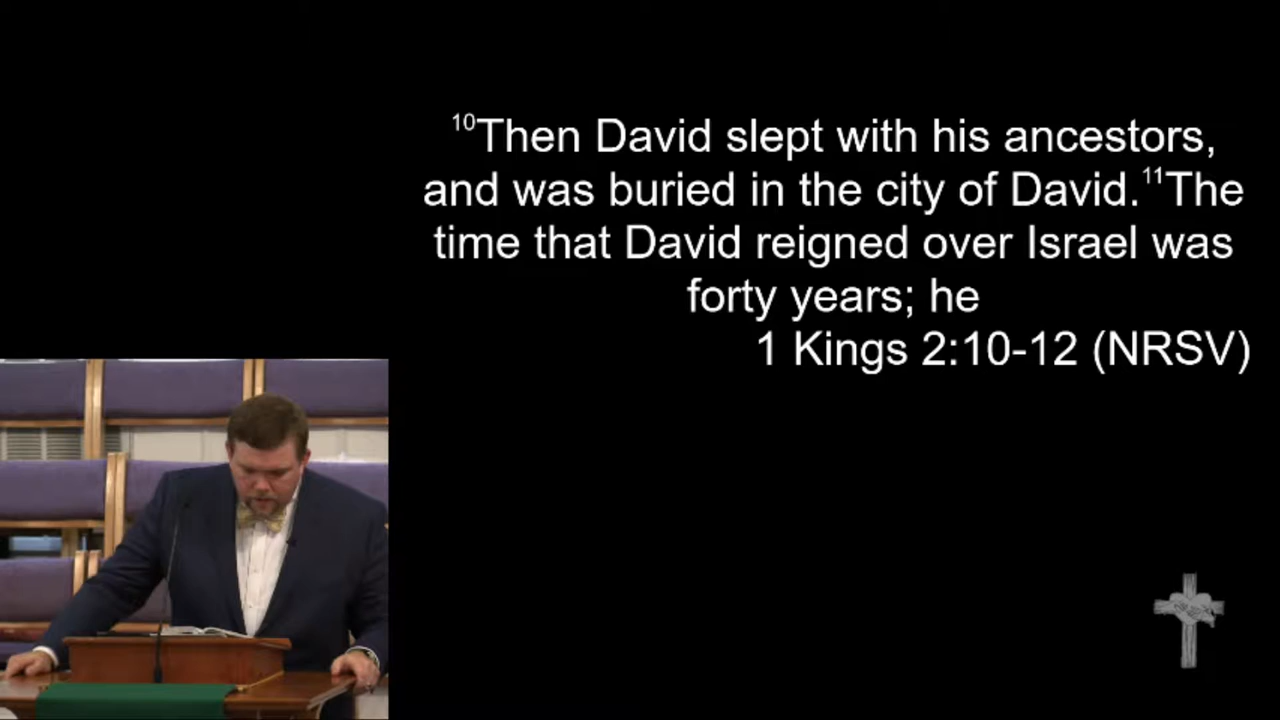 ¹⁰Then David slept with his ancestors,
and was buried in the city of David.¹¹The
time that David reigned over Israel was
forty years; he
1 Kings 2:10-12 (NRSV)